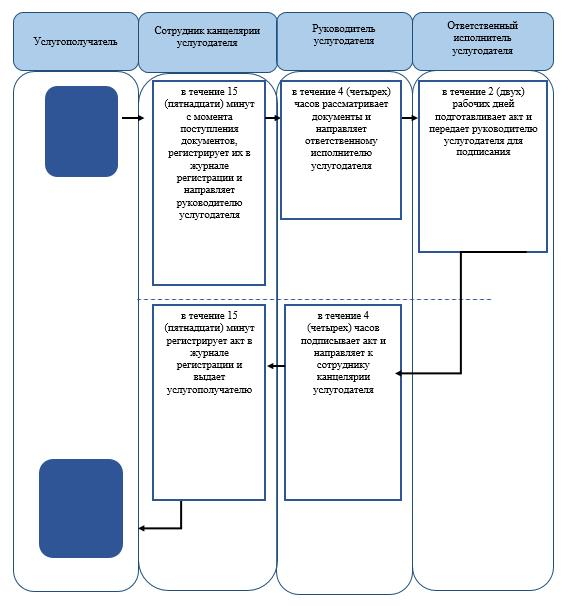 Услугополучатель
Сотрудник канцелярии
услугодателя
Руководитель
услугодателя
Ответственный
исполнитель
услугодателя
в течение 15
(пятнадцати) минут
с момента
поступления
документов,
регистрирует их в
журнале
регистрации и
направляет
руководителю
услугодателя
в течение 4 (четырех)
часов рассматривает
документы и
направляет
ответственному
исполнителю
услугодателя
в течение 2 (двух)
рабочих дней
подготавливает акт и
передает руководителю
услугодателя для
подписания
в течение 15
(пятнадцати) минут
регистрирует акт в
журнале
регистрации и
выдает
услугополучателю
в течение 4
(четырех) часов
подписывает акт и
направляет к
сотруднику
канцелярии
услугодателя